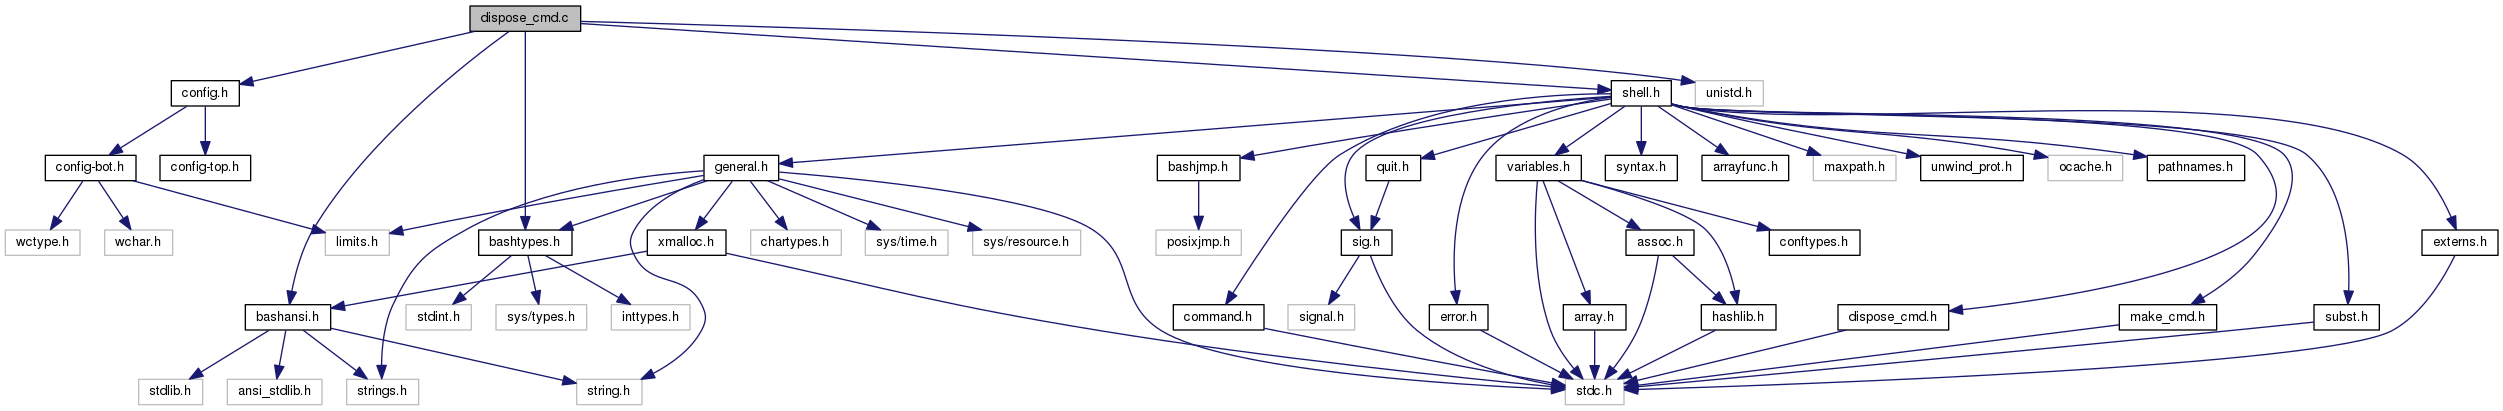 dispose_cmd.c
config.h
shell.h
unistd.h
config-bot.h
config-top.h
general.h
bashjmp.h
quit.h
variables.h
syntax.h
arrayfunc.h
maxpath.h
unwind_prot.h
ocache.h
pathnames.h
wctype.h
wchar.h
limits.h
bashtypes.h
xmalloc.h
chartypes.h
sys/time.h
sys/resource.h
posixjmp.h
sig.h
assoc.h
conftypes.h
externs.h
bashansi.h
stdint.h
sys/types.h
inttypes.h
command.h
signal.h
error.h
array.h
hashlib.h
dispose_cmd.h
make_cmd.h
subst.h
stdlib.h
ansi_stdlib.h
strings.h
string.h
stdc.h